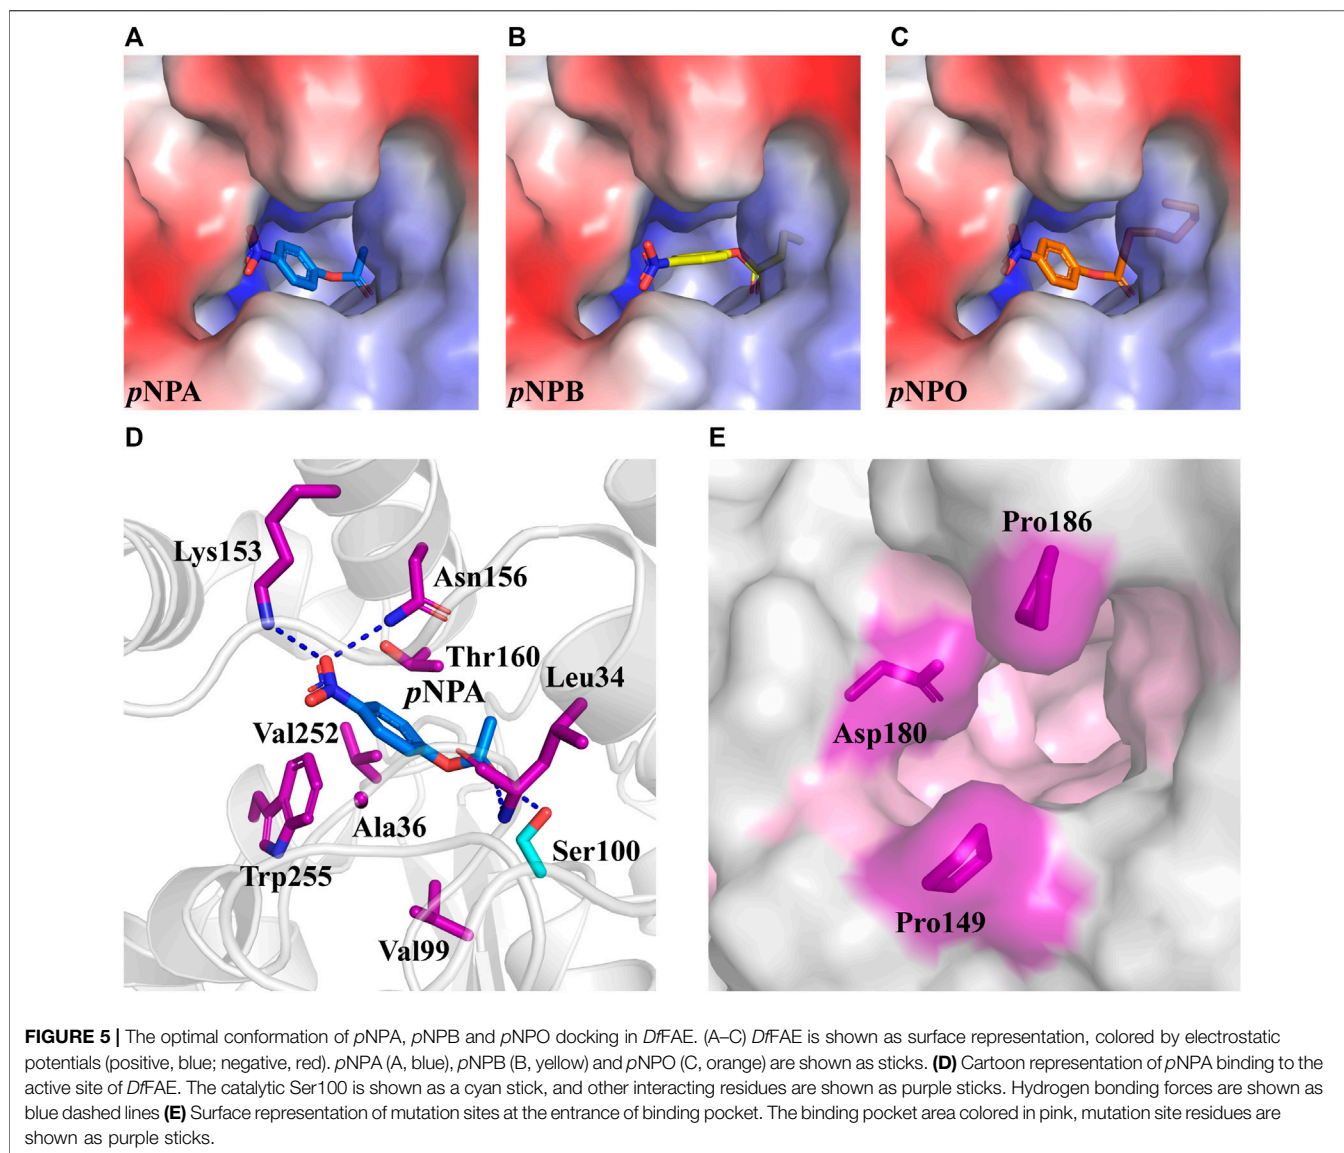 A
B
C
pNPA
pNPB
pNPO
D
E
Lys153
Asn156
Thr160
pNPA
Leu34
Val252
Ala36
Trp255
Ser100
Val99
Pro186
Asp180
Pro149
FIGURE 5 | The optimal conformation of pNPA, pNPB and pNPO docking in DfFAE. (A–C) DfFAE is shown as surface representation, colored by electrostatic
potentials (positive, blue; negative, red). pNPA (A, blue), pNPB (B, yellow) and pNPO (C, orange) are shown as sticks. (D) Cartoon representation of pNPA binding to the
active site of DfFAE. The catalytic Ser100 is shown as a cyan stick, and other interacting residues are shown as purple sticks. Hydrogen bonding forces are shown as
blue dashed lines (E) Surface representation of mutation sites at the entrance of binding pocket. The binding pocket area colored in pink, mutation site residues are
shown as purple sticks.